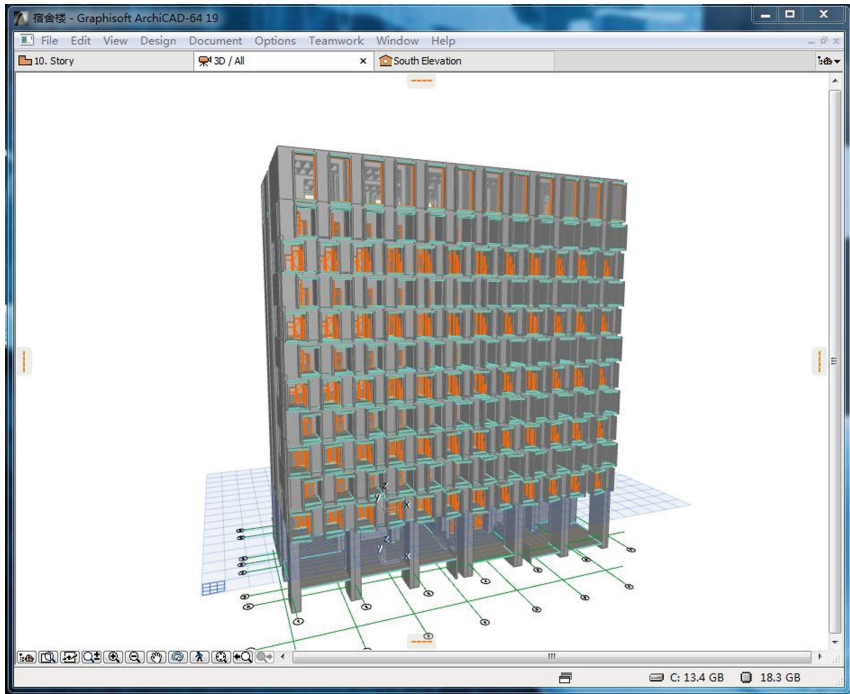 宿舍楼 - Graphisoft ArchiCAD-64 19
File Edit View Design Document Options Teamwork Window Help
10. Story
3D / All
South Elevation
z
y
x
z
y
x
C: 13.4 GB
18.3 GB